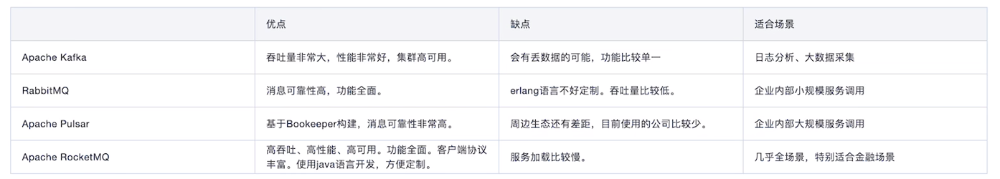 优点 缺点 适合场景
Apache Kafka 吞吐量非常大，性能非常好，集群高可用。 会有丢数据的可能，功能比较单一 日志分析、大数据采集
RabbitMQ 消息可靠性高，功能全面。 erlang语言不好定制。吞吐量比较低。 企业内部小规模服务调用
Apache Pulsar 基于Bookeeper构建，消息可靠性非常高。 周边生态还有差距，目前使用的公司比较少。 企业内部大规模服务调用
Apache RocketMQ 高吞吐、高性能、高可用。功能全面。客户端协议
丰富。使用java语言开发，方便定制。 服务加载比较慢。 几乎全场景，特别适合金融场景